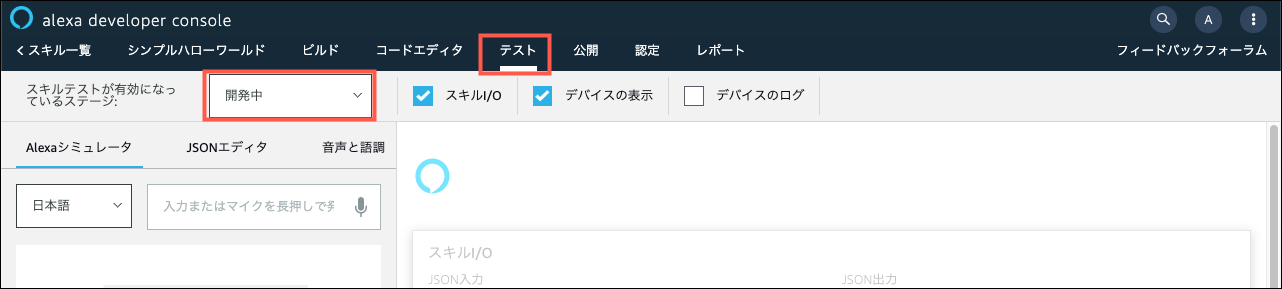 alexa developer console
A
< スキル一覧 シンプルハローワールド ビルド コードエディタ テスト 公開 認定 レポート フィードバックフォーラム
スキルテストが有効になっ
ているステージ:
開発中
スキルI/O デバイスの表示 デバイスのログ
Alexaシミュレータ JSONエディタ 音声と語調
日本語
入力またはマイクを長押しで
スキルI/O
JSON入力 JSON出力